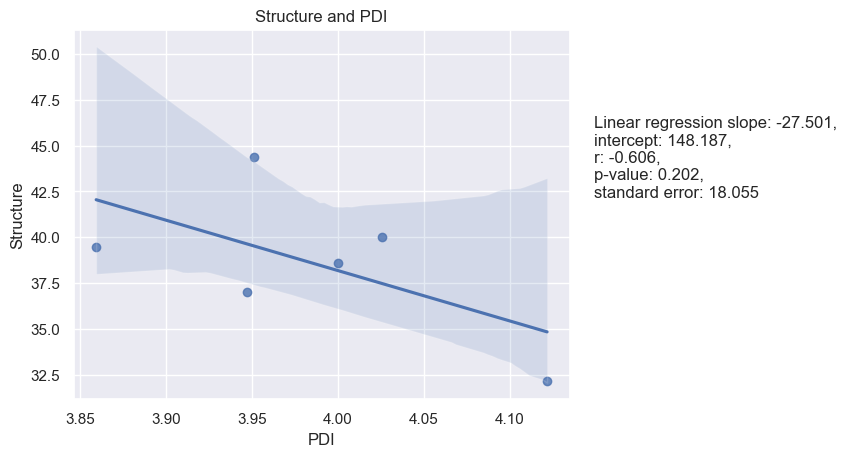 Structure and PDI
50.0
47.5
45.0
42.5
40.0
37.5
35.0
32.5
Structure
3.85
3.90
3.95
4.00
4.05
4.10
PDI
Linear regression slope: -27.501,
intercept: 148.187,
r: -0.606,
p-value: 0.202,
standard error: 18.055